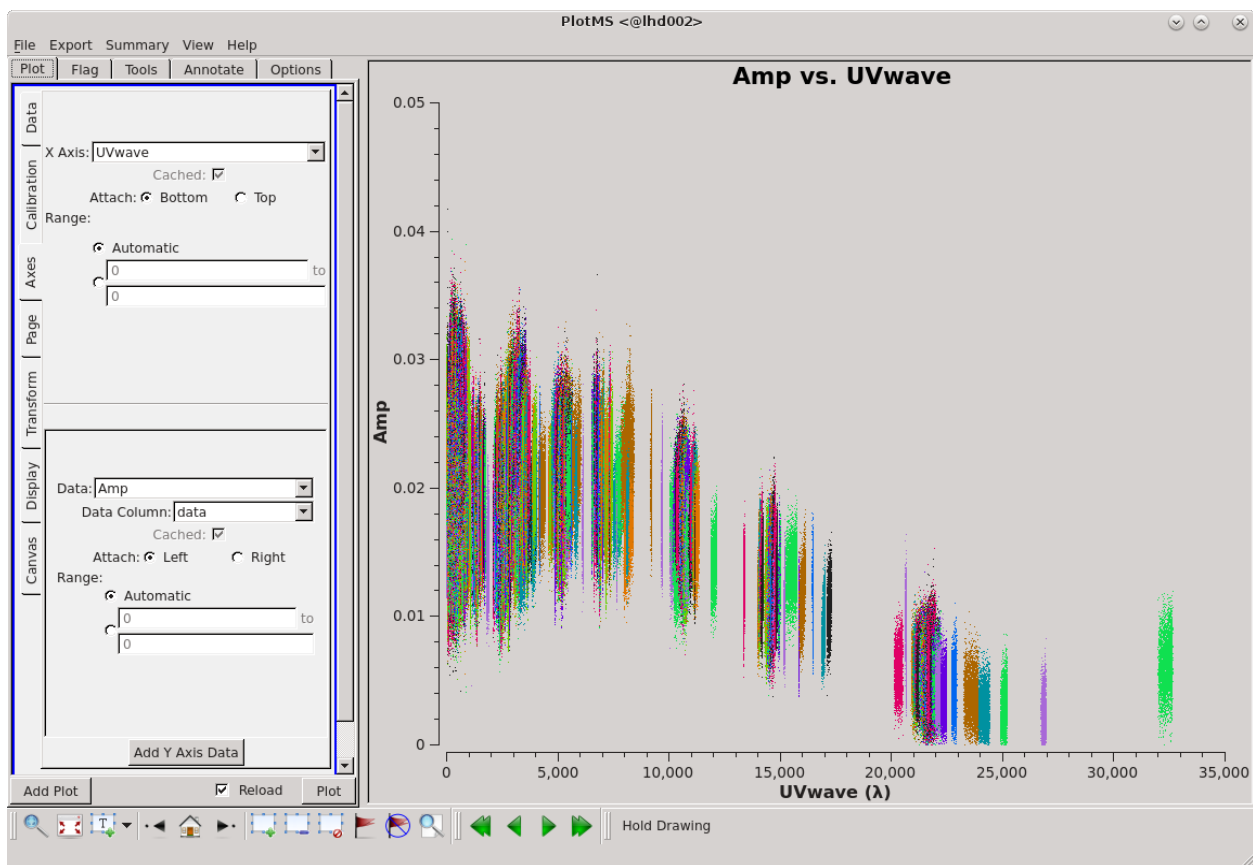 PlotMS <@lhd002>
File Export Summary View Help
Plot Flag Tools Annotate Options
Data
Calibration
Axes
Page
Transform
Display
Canvas
X Axis: UVwave
Cached:
Attach: Bottom Top
Range:
Automatic
0 to
0
Data: Amp
Data Column: data
Cached:
Attach: Left Right
Range:
Automatic
0 to
0
Add Y Axis Data
Add Plot Reload Plot
Amp vs. UVwave
0.05
0.04
0.03
0.02
0.01
0
Amp
0 5,000 10,000 15,000 20,000 25,000 30,000 35,000
UVwave (λ)
T
Hold Drawing